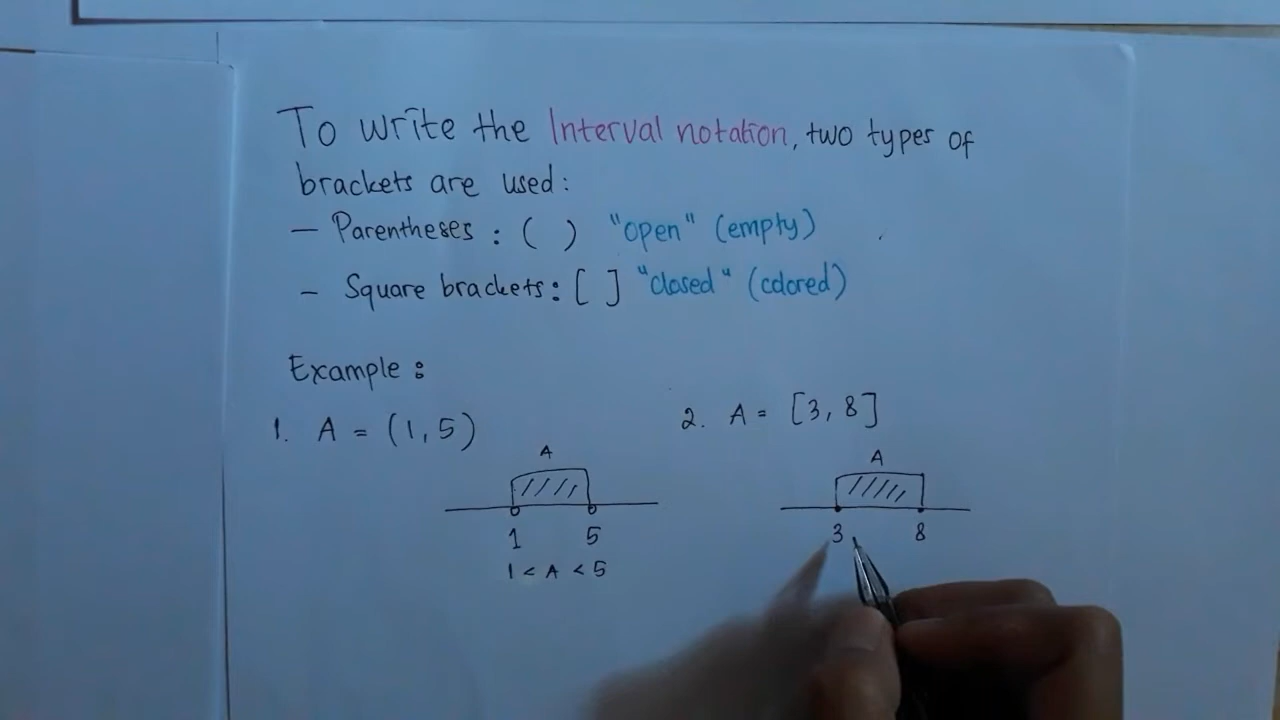 To write the Interval notation, two types of
brackets are used:
– Parentheses : ( ) "open" (empty)
– Square brackets: [ ] "closed" (colored)
Example :
1. A = (1,5)
2. A = [3, 8]
A
A
1 5
3 8
1 < A < 5